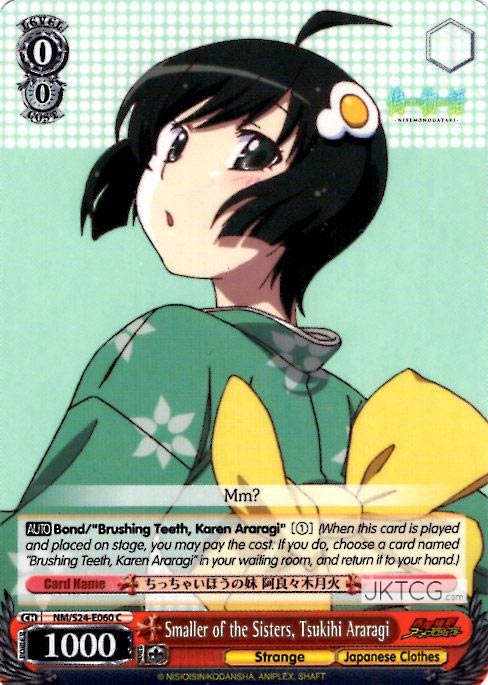 LEVEL
0
0
COST
偽物語
-NISEMONOGATARI-
Mm?
AUTO Bond/"Brushing Teeth, Karen Araragi" [①] (When this card is played
and placed on stage, you may pay the cost. If you do, choose a card named
"Brushing Teeth, Karen Araragi" in your waiting room, and return it to your hand.)
Card Name ちっちゃいほうの妹 阿良々木月火
JKTCG.com
CH NM/S24-E060 C
POWER 1000 SOUL Smaller of the Sisters, Tsukihi Araragi
Strange Japanese Clothes
© NISIOISIN/KODANSHA, ANIPLEX, SHAFT